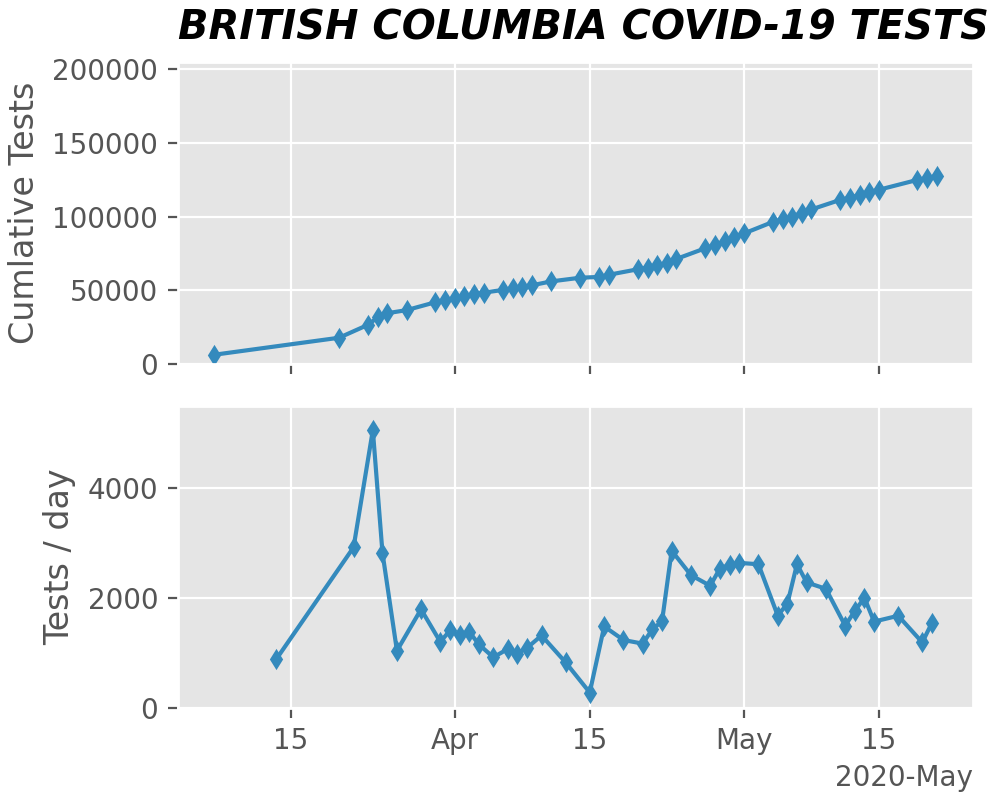 BRITISH COLUMBIA COVID-19 TESTS
Cumlative Tests
200000
150000
100000
50000
0
Tests / day
4000
2000
0
15 Apr 15 May 15
2020-May